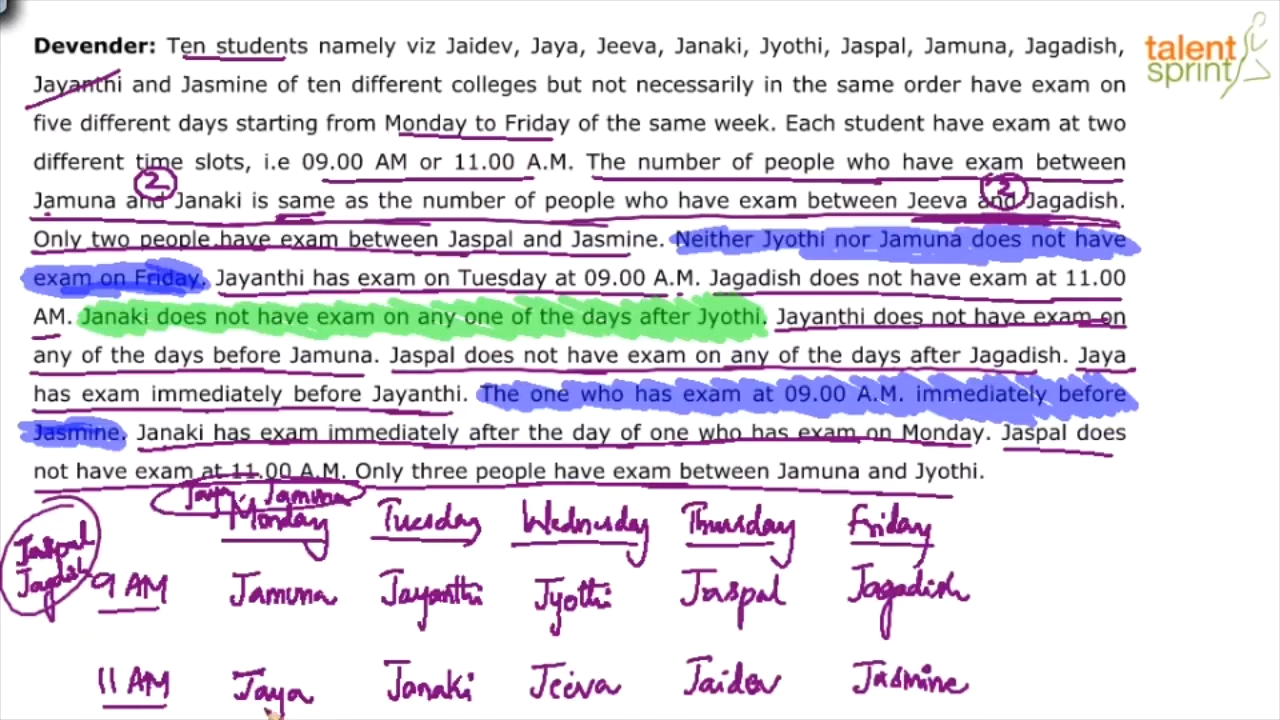 Devender: Ten students namely viz Jaidev, Jaya, Jeeva, Janaki, Jyothi, Jaspal, Jamuna, Jagadish,
Jayanthi and Jasmine of ten different colleges but not necessarily in the same order have exam on
five different days starting from Monday to Friday of the same week. Each student have exam at two
different time slots, i.e 09.00 AM or 11.00 A.M. The number of people who have exam between
2 2
Jamuna and Janaki is same as the number of people who have exam between Jeeva and Jagadish.
Only two people have exam between Jaspal and Jasmine. Neither Jyothi nor Jamuna does not have
exam on Friday. Jayanthi has exam on Tuesday at 09.00 A.M. Jagadish does not have exam at 11.00
AM. Janaki does not have exam on any one of the days after Jyothi. Jayanthi does not have exam on
any of the days before Jamuna. Jaspal does not have exam on any of the days after Jagadish. Jaya
has exam immediately before Jayanthi. The one who has exam at 09.00 A.M. immediately before
Jasmine. Janaki has exam immediately after the day of one who has exam on Monday. Jaspal does
not have exam at 11.00 A.M. Only three people have exam between Jamuna and Jyothi.
talent
sprint
Jaya Jamuna
Monday Tuesday Wednesday Thursday Friday
Jaspal
Jagdish
9 AM Jamuna Jayanthi Jyothi Jaspal Jagadish
11 AM Jaya Janaki Jeeva Jaidev Jasmine